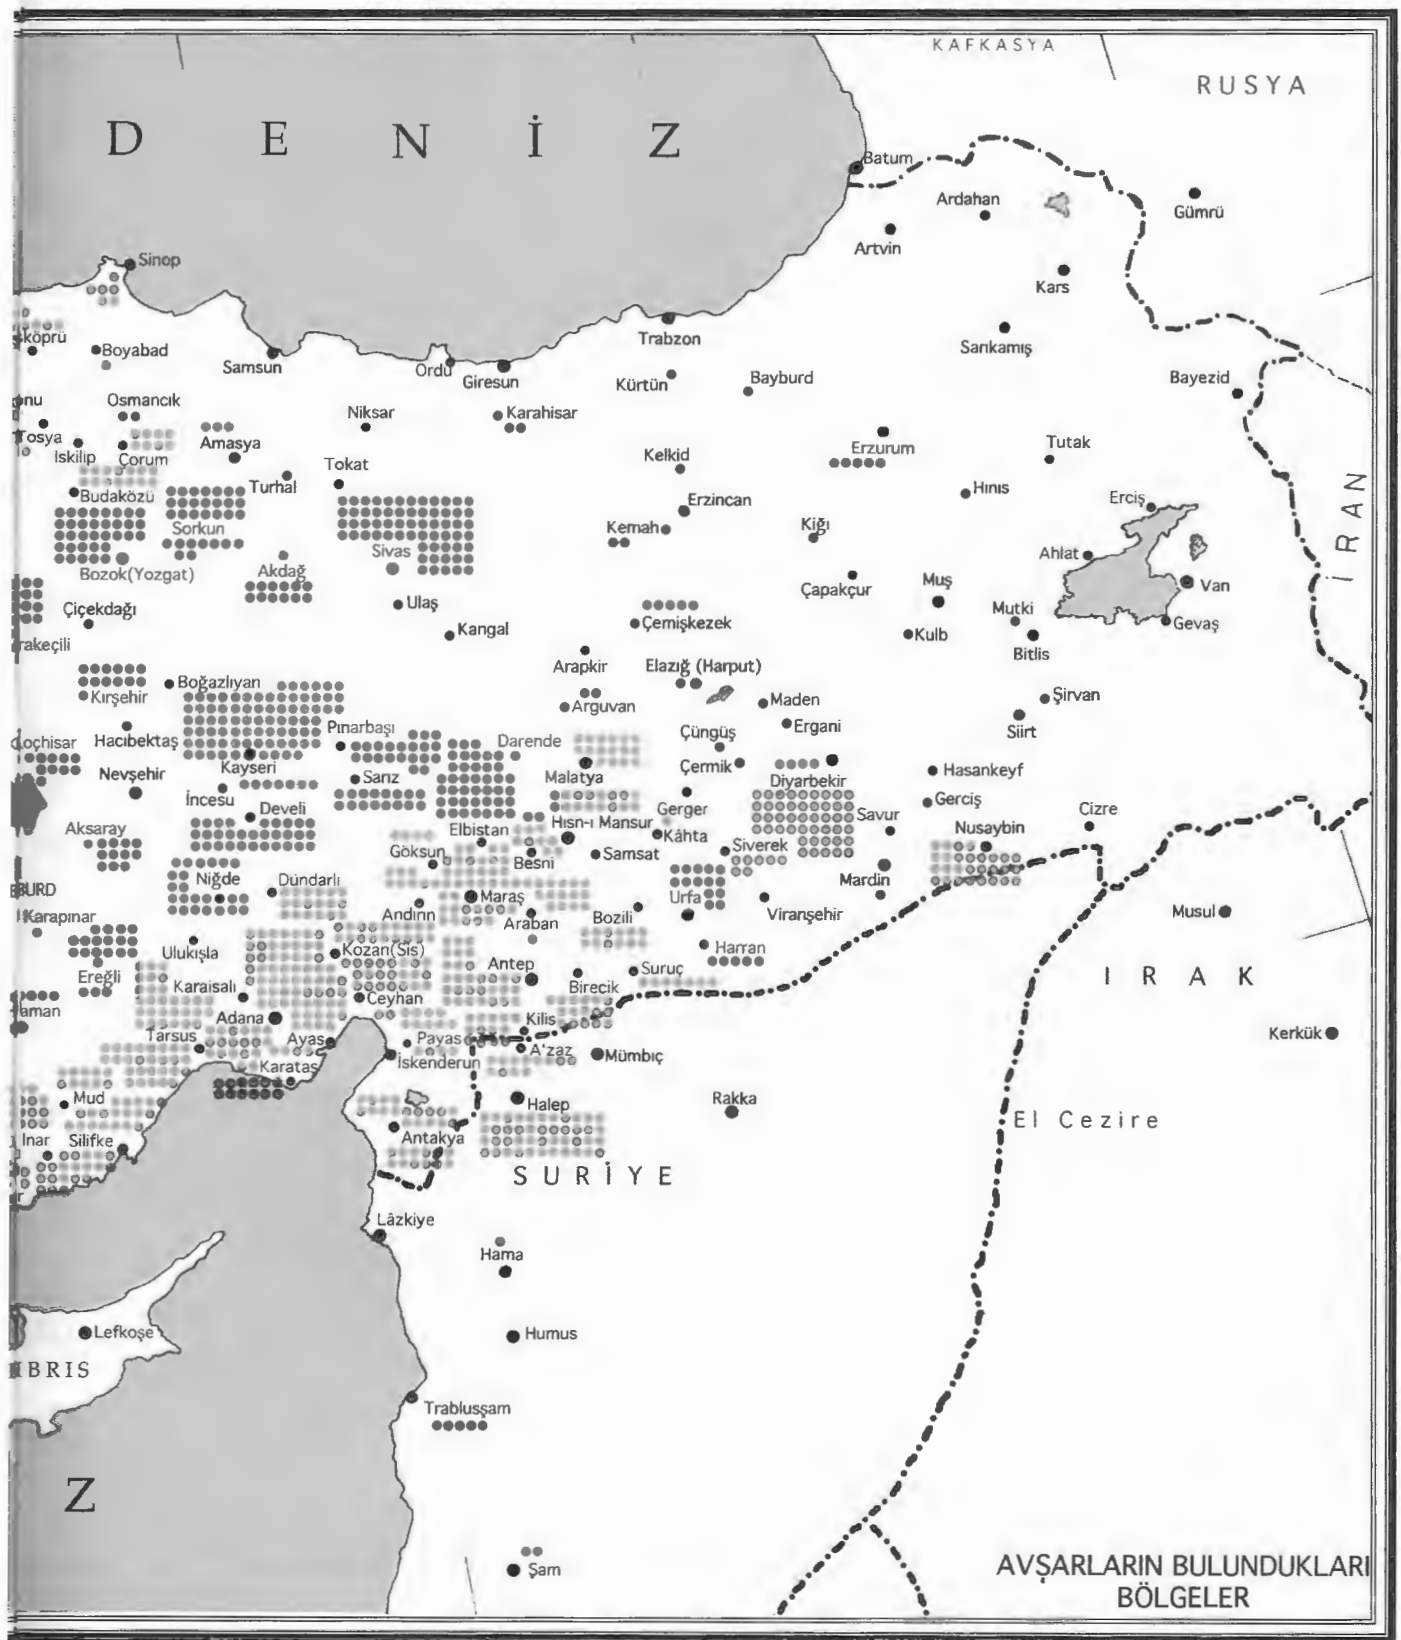 KAFKASYA
RUSYA
D E N İ Z
Batum
Ardahan
Gümrü
Artvin
Sinop
Kars
Trabzon
Sarıkamış
Boyabad
Samsun
Ordu
Giresun
Kürtün
Bayburd
Bayezid
Osmancık
Niksar
Karahisar
Tosya
İskilip
Çorum
Amasya
Erzurum
Tutak
Tokat
Kelkid
Turhal
Hınıs
Budaközü
Erciş
Erzincan
Sorkun
Kemah
Kiğı
İRAN
Sivas
Ahlat
Bozok(Yozgat)
Akdağ
Çapakçur
Muş
Van
Çiçekdağı
Ulaş
Mutki
Çemişkezek
Gevaş
Kangal
Kulb
Bitlis
Arapkir
Elazığ (Harput)
Kırşehir
Boğazlıyan
Şirvan
Arguvan
Maden
Hacıbektaş
Pınarbaşı
Ergani
Siirt
Çüngüş
Darende
Kayseri
Nevşehir
Sarız
Malatya
Çermik
Diyarbekir
Hasankeyf
İncesu
Develi
Gerger
Gerciş
Cizre
Aksaray
Elbistan
Hısn-ı Mansur
Kâhta
Savur
Nusaybin
Göksun
Besni
Samsat
Siverek
Niğde
Dündarlı
Maraş
Urfa
Mardin
Karapınar
Andırın
Araban
Bozili
Viranşehir
Musul
Ulukışla
Kozan(Sis)
Harran
Ereğli
Karaisalı
Antep
Birecik
Suruç
IRAK
Ceyhan
Adana
Kilis
Kerkük
Tarsus
Ayas
Payas
A'zaz
Mümbıç
İskenderun
Karataş
Mud
Halep
Rakka
El Cezire
Silifke
Antakya
SURİYE
Lâzkiye
Hama
Lefkoşe
Humus
IBRIS
Trablusşam
Z
Şam
AVŞARLARIN BULUNDUKLARI
BÖLGELER